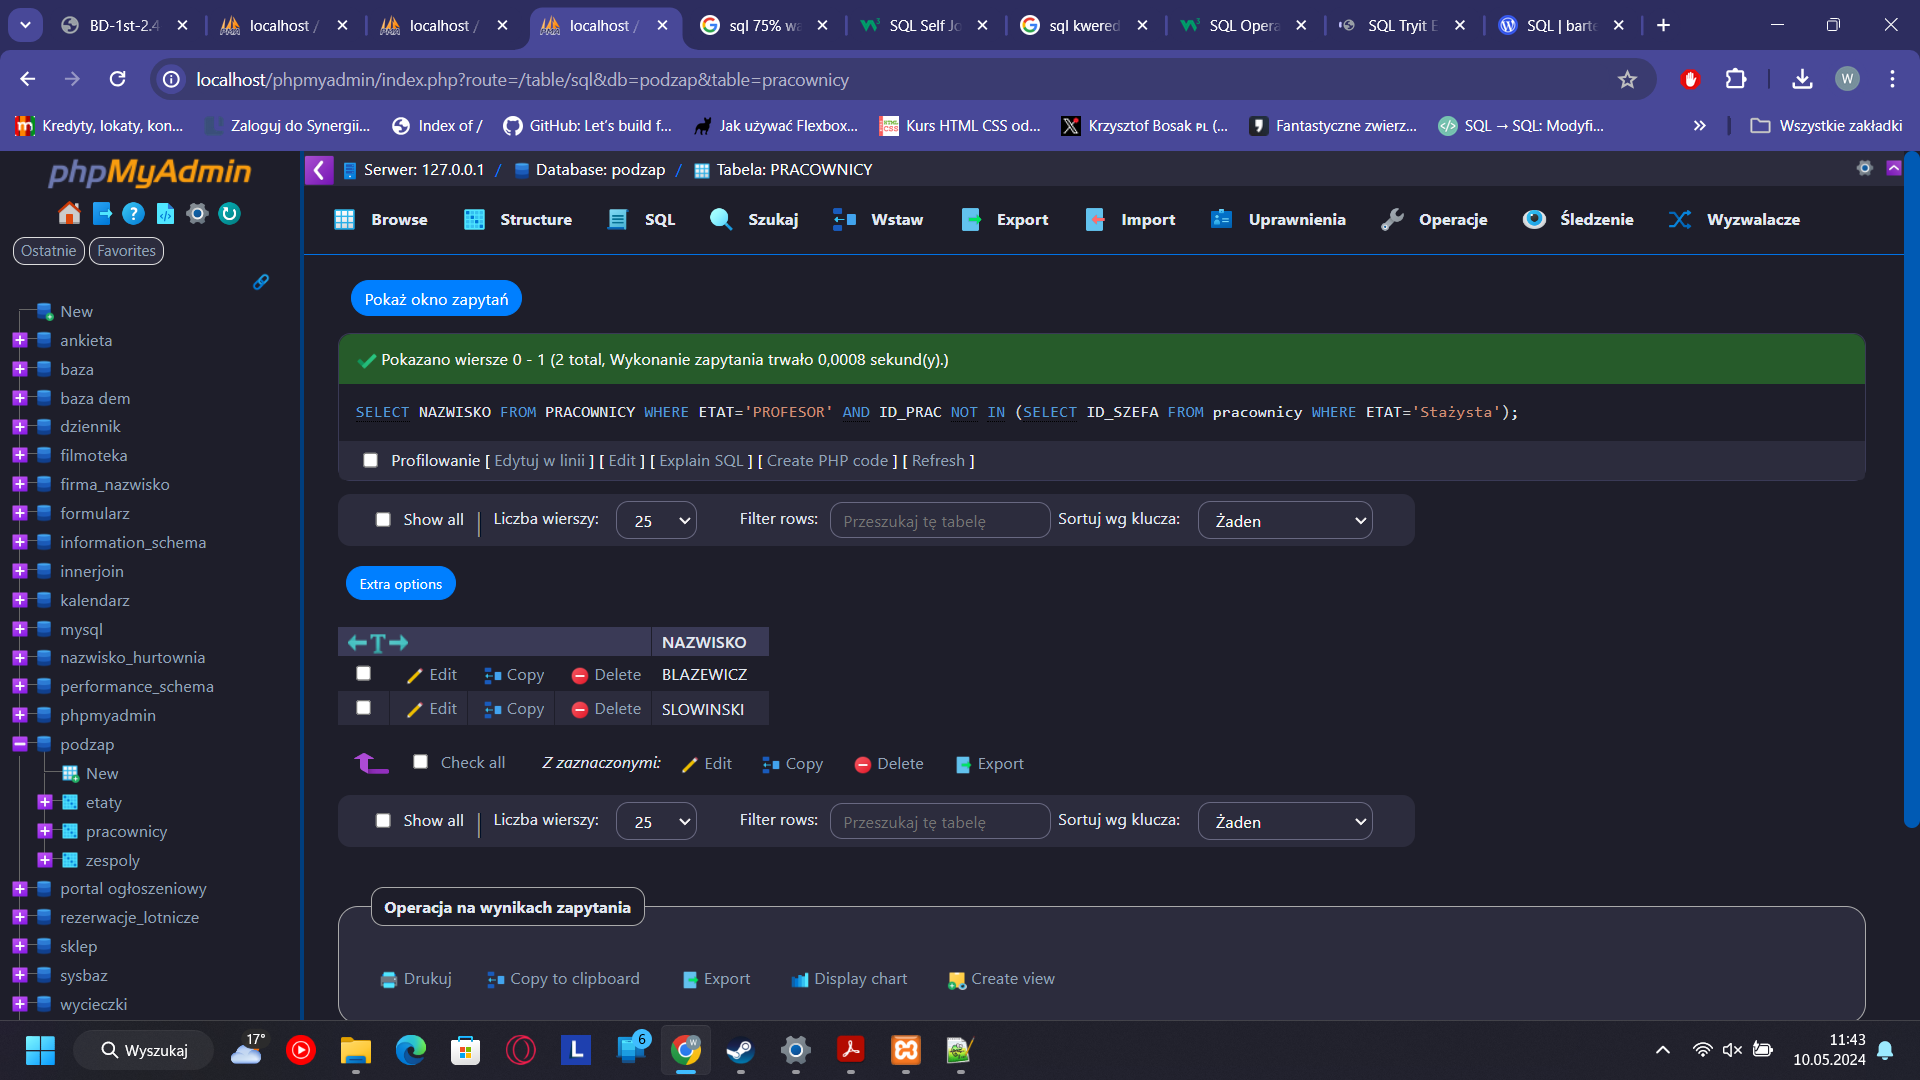 BD-1st-2.4
localhost /
localhost /
localhost /
sql 75% wa
SQL Self Jo
sql kwered
SQL Opera
SQL Tryit E
SQL | barte
localhost/phpmyadmin/index.php?route=/table/sql&db=podzap&table=pracownicy
W
Kredyty, lokaty, kon...
Zaloguj do Synergii...
Index of /
GitHub: Let's build f...
Jak używać Flexbox...
Kurs HTML CSS od...
Krzysztof Bosak PL (...
Fantastyczne zwierz...
SQL → SQL: Modyfi...
»
Wszystkie zakładki
phpMyAdmin
Ostatnie
Favorites
New
ankieta
baza
baza dem
dziennik
filmoteka
firma_nazwisko
formularz
information_schema
innerjoin
kalendarz
mysql
nazwisko_hurtownia
performance_schema
phpmyadmin
podzap
New
etaty
pracownicy
zespoly
portal ogłoszeniowy
rezerwacje_lotnicze
sklep
sysbaz
wycieczki
Serwer: 127.0.0.1 / Database: podzap / Tabela: PRACOWNICY
Browse
Structure
SQL
Szukaj
Wstaw
Export
Import
Uprawnienia
Operacje
Śledzenie
Wyzwalacze
Pokaż okno zapytań
Pokazano wiersze 0 - 1 (2 total, Wykonanie zapytania trwało 0,0008 sekund(y).)
SELECT NAZWISKO FROM PRACOWNICY WHERE ETAT='PROFESOR' AND ID_PRAC NOT IN (SELECT ID_SZEFA FROM pracownicy WHERE ETAT='Stażysta');
Profilowanie [ Edytuj w linii ] [ Edit ] [ Explain SQL ] [ Create PHP code ] [ Refresh ]
Show all | Liczba wierszy: 25 Filter rows: Przeszukaj tę tabelę Sortuj wg klucza: Żaden
Extra options
←T→ NAZWISKO
Edit Copy Delete BLAZEWICZ
Edit Copy Delete SLOWINSKI
Check all Z zaznaczonymi: Edit Copy Delete Export
Show all | Liczba wierszy: 25 Filter rows: Przeszukaj tę tabelę Sortuj wg klucza: Żaden
Operacja na wynikach zapytania
Drukuj Copy to clipboard Export Display chart Create view
Wyszukaj
17°
L
6
W
11:43
10.05.2024